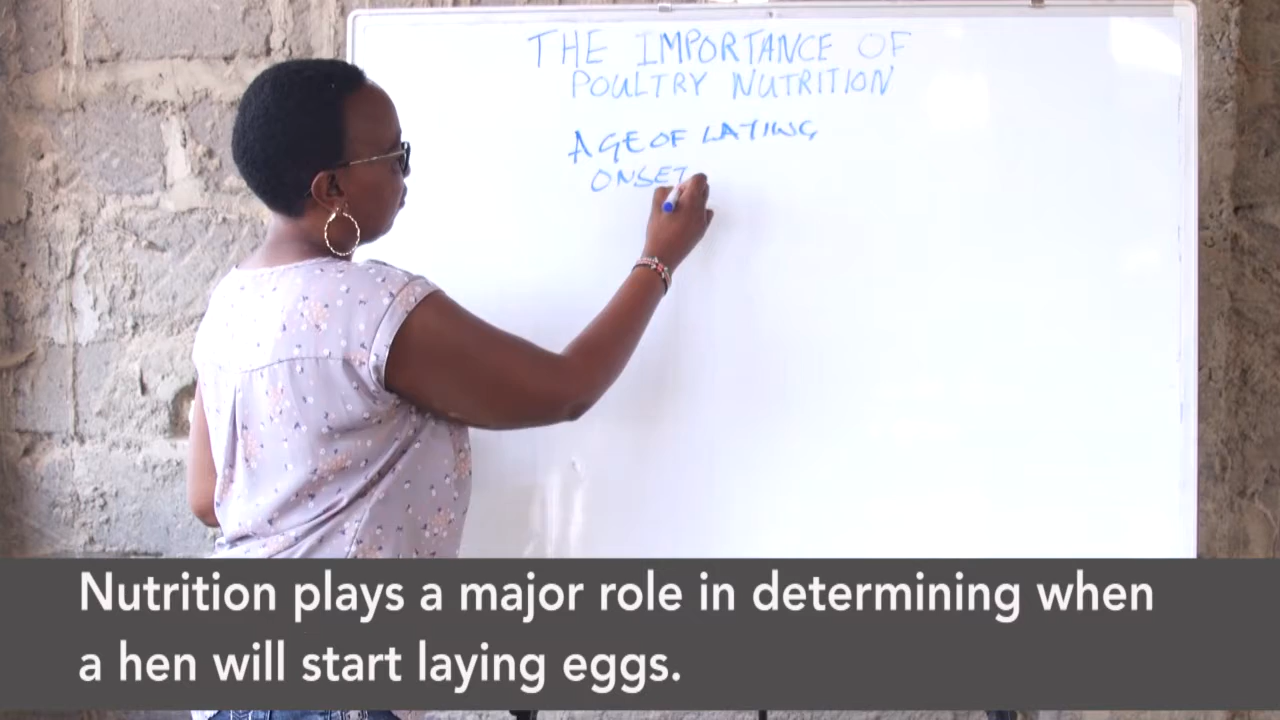 THE IMPORTANCE OF
POULTRY NUTRITION
AGE OF LAYING
ONSET
Nutrition plays a major role in determining when
a hen will start laying eggs.